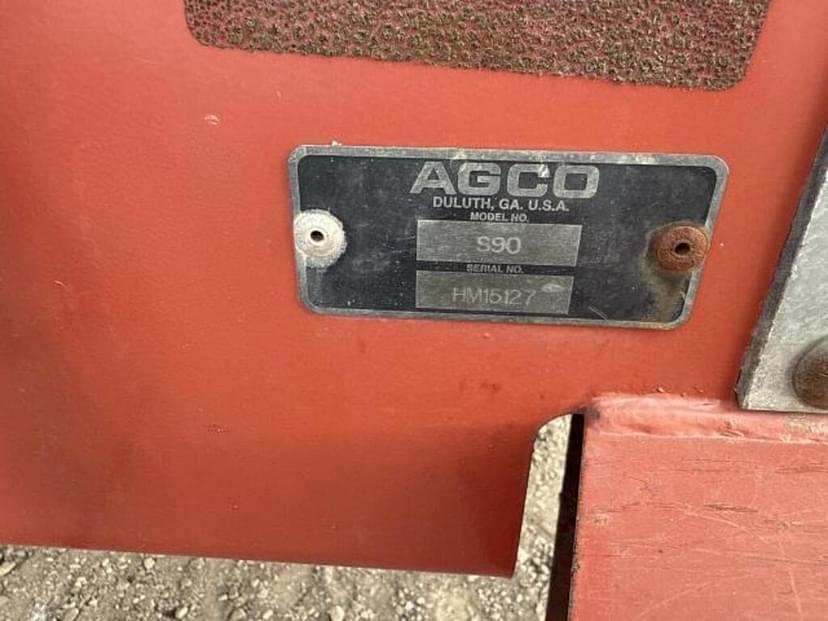 AGCO
DULUTH, GA. U.S.A.
MODEL NO.
S90
SERIAL NO.
HM15127